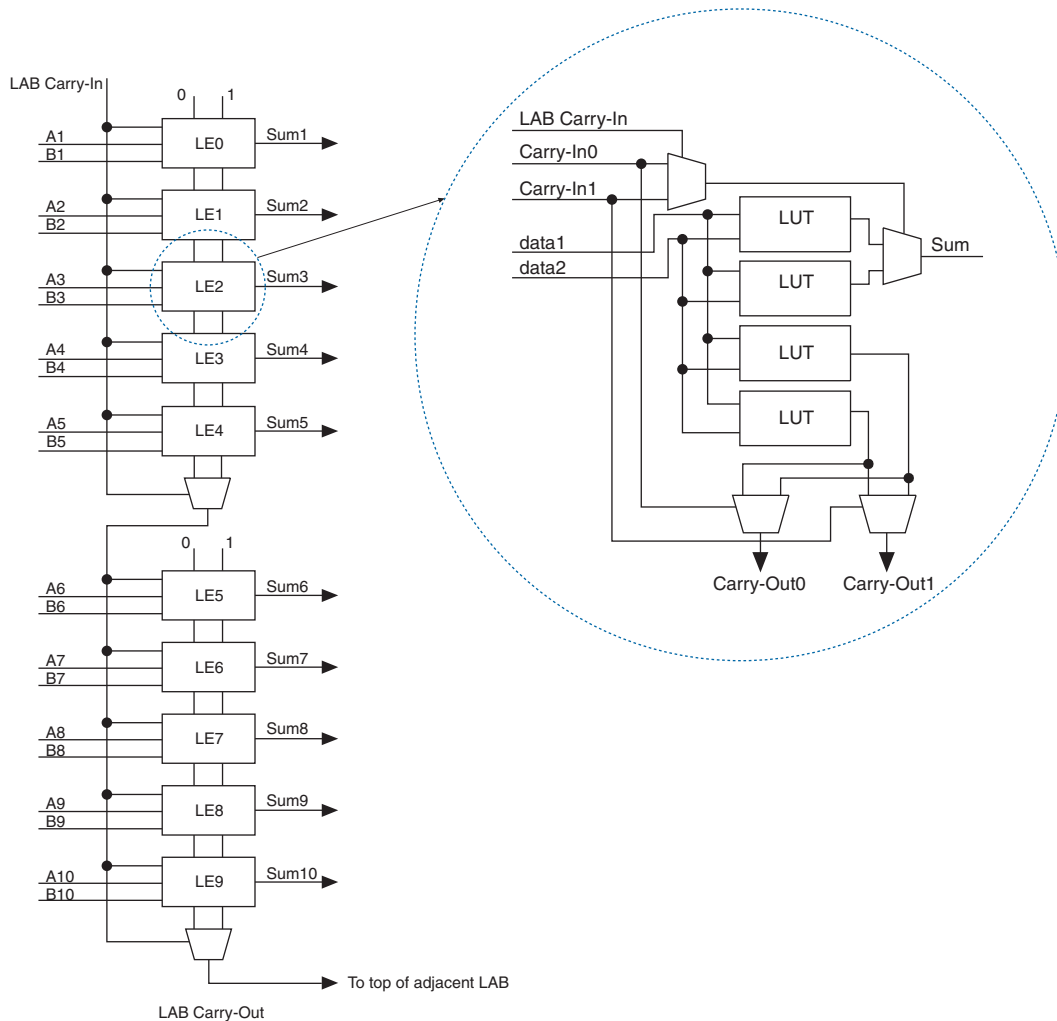 LAB Carry-In
0 1
A1
B1
LE0
Sum1
A2
B2
LE1
Sum2
A3
B3
LE2
Sum3
A4
B4
LE3
Sum4
A5
B5
LE4
Sum5
0 1
A6
B6
LE5
Sum6
A7
B7
LE6
Sum7
A8
B8
LE7
Sum8
A9
B9
LE8
Sum9
A10
B10
LE9
Sum10
To top of adjacent LAB
LAB Carry-Out
LAB Carry-In
Carry-In0
Carry-In1
data1
data2
LUT
LUT
LUT
LUT
Sum
Carry-Out0
Carry-Out1